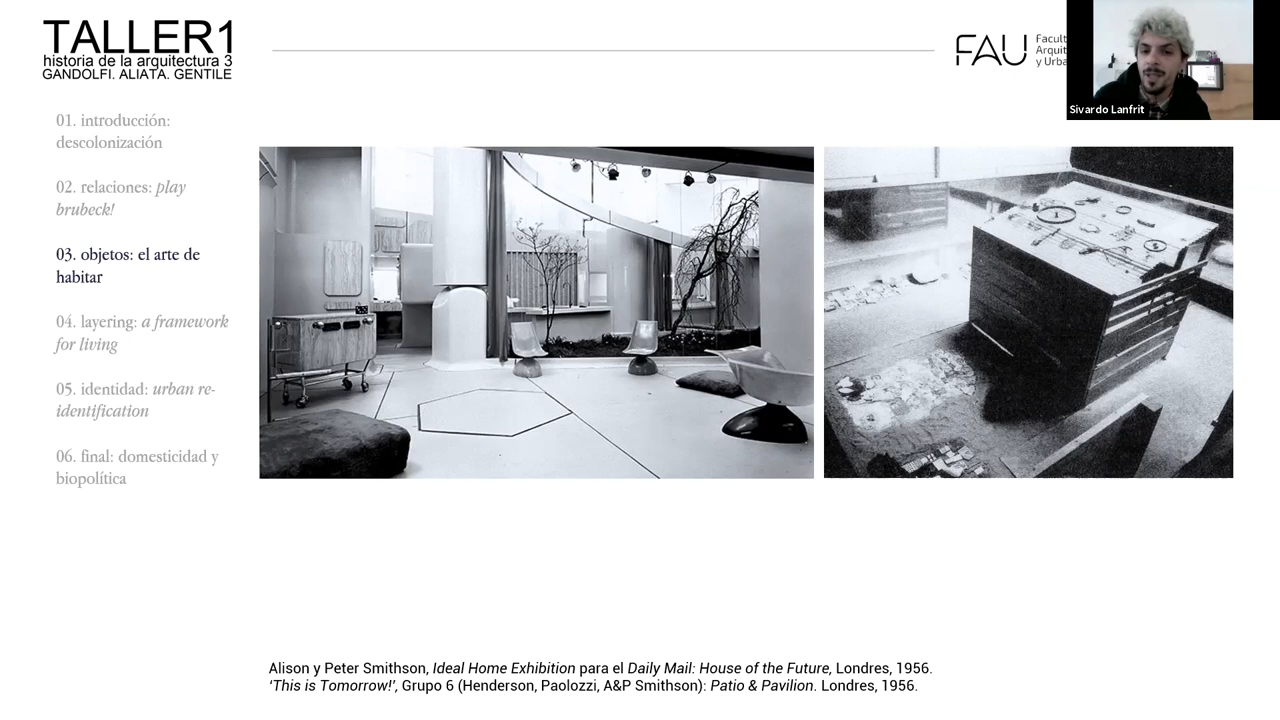 TALLER1
historia de la arquitectura 3
GANDOLFI. ALIATA. GENTILE
FAU
Facult
Arquit
y Urba
Sivardo Lanfrit
01. introducción:
descolonización
02. relaciones: play
brubeck!
03. objetos: el arte de
habitar
04. layering: a framework
for living
05. identidad: urban re-
identification
06. final: domesticidad y
biopolítica
Alison y Peter Smithson, Ideal Home Exhibition para el Daily Mail: House of the Future, Londres, 1956.
‘This is Tomorrow!’, Grupo 6 (Henderson, Paolozzi, A&P Smithson): Patio & Pavilion. Londres, 1956.